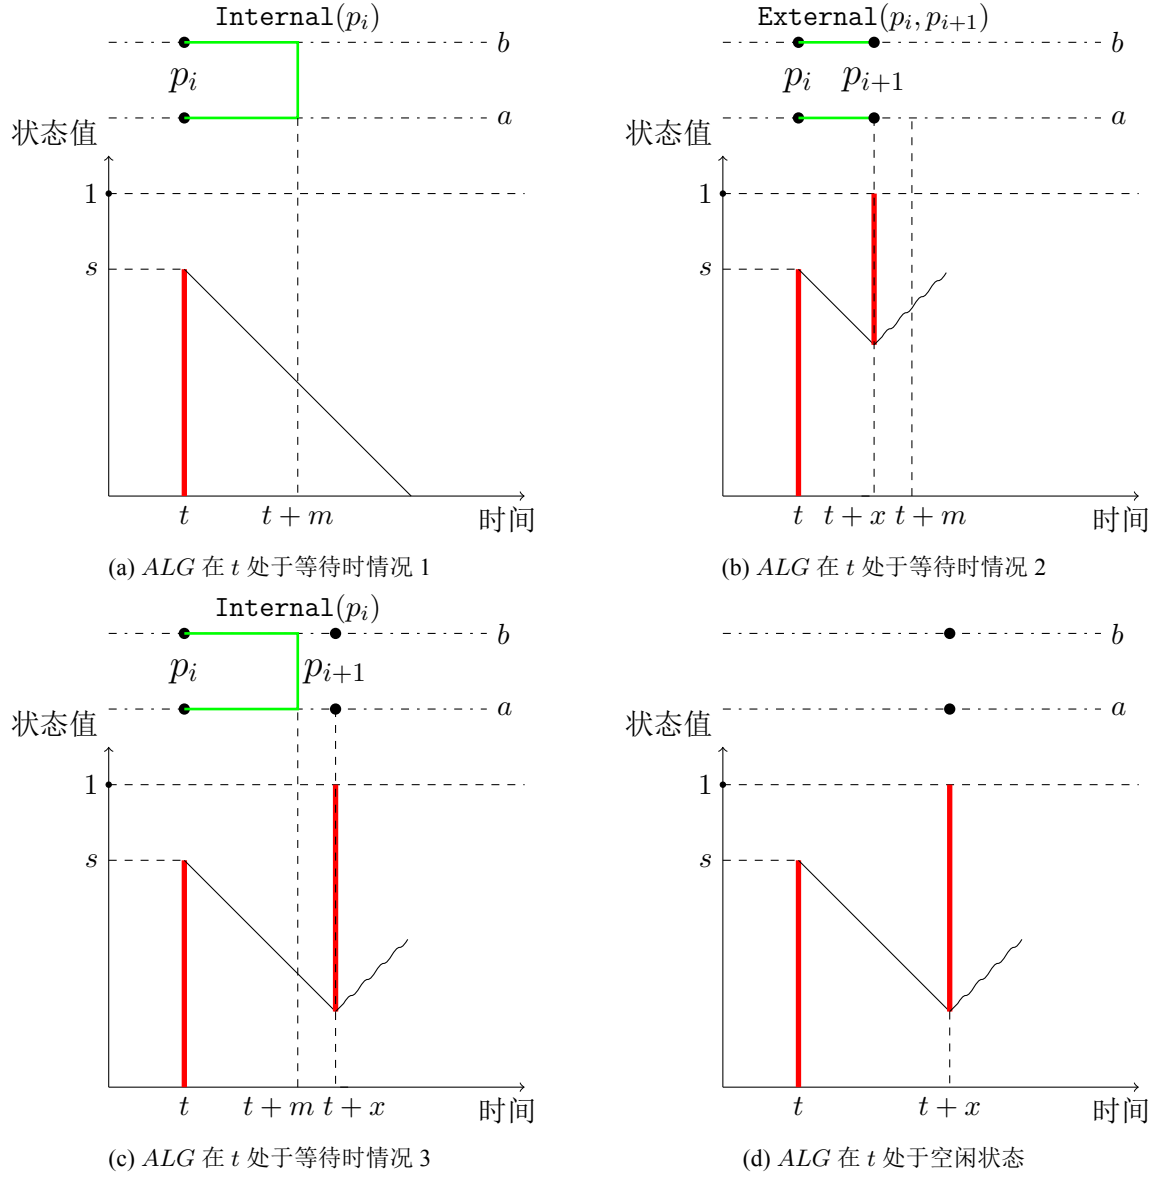 Internal(p_i)
b
p_i
a
状态值
1
s
t
t + m
时间
(a) ALG 在 t 处于等待时情况 1
External(p_i, p_{i+1})
b
p_i
p_{i+1}
a
状态值
1
s
t
t + x
t + m
时间
(b) ALG 在 t 处于等待时情况 2
Internal(p_i)
b
p_i
p_{i+1}
a
状态值
1
s
t
t + m
t + x
时间
(c) ALG 在 t 处于等待时情况 3
b
a
状态值
1
s
t
t + x
时间
(d) ALG 在 t 处于空闲状态